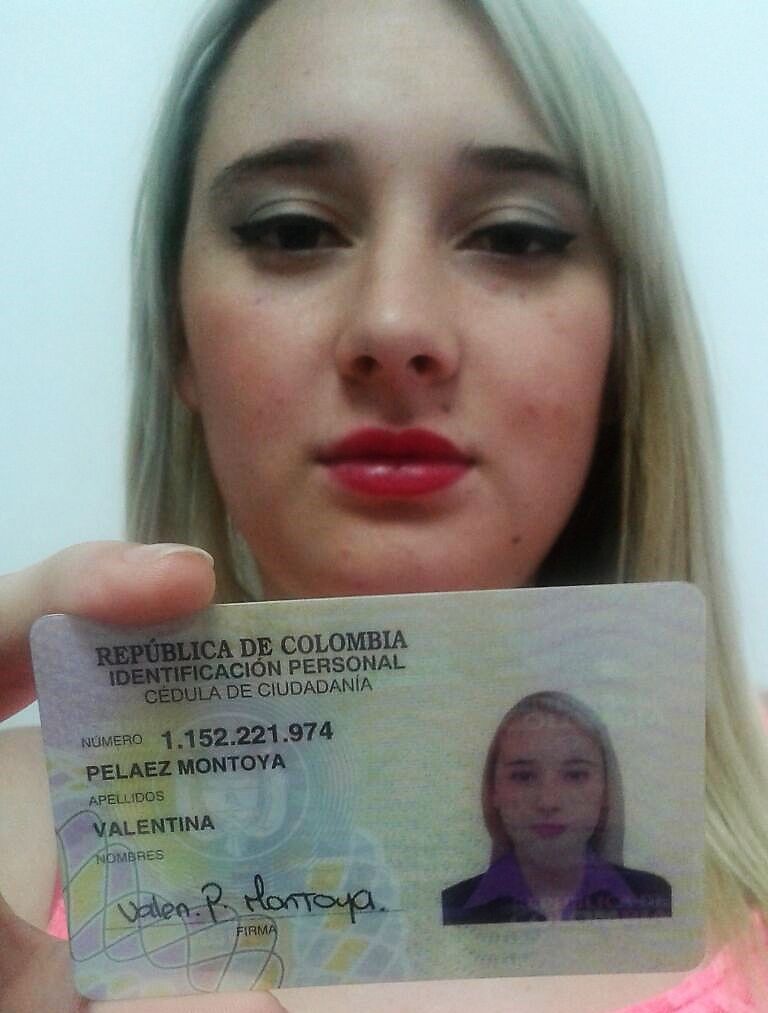 REPÚBLICA DE COLOMBIA
IDENTIFICACIÓN PERSONAL
CÉDULA DE CIUDADANÍA
NÚMERO 1.152.221.974
PELAEZ MONTOYA
APELLIDOS
VALENTINA
NOMBRES
Valen. P. Montoya.
FIRMA